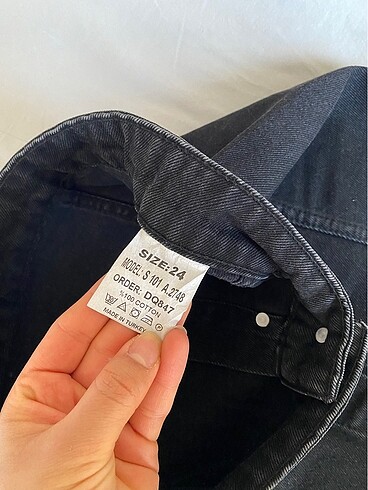 SIZE:24
MODEL: S 101 A.2748
ORDER: DQ847
%100 COTTON
MADE IN TURKEY